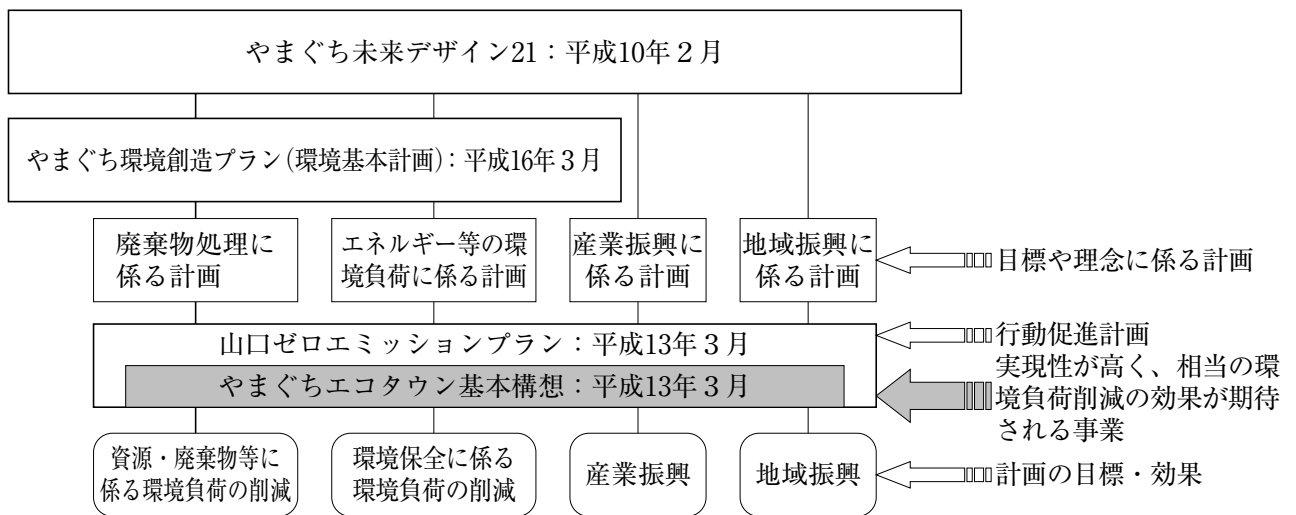 やまぐち未来デザイン21：平成10年２月
やまぐち環境創造プラン（環境基本計画）：平成16年３月
廃棄物処理に
係る計画
エネルギー等の環
境負荷に係る計画
産業振興に
係る計画
地域振興に
係る計画
目標や理念に係る計画
山口ゼロエミッションプラン：平成13年３月
行動促進計画
やまぐちエコタウン基本構想：平成13年３月
実現性が高く、相当の環
境負荷削減の効果が期待
される事業
資源・廃棄物等に
係る環境負荷の削減
環境保全に係る
環境負荷の削減
産業振興
地域振興
計画の目標・効果